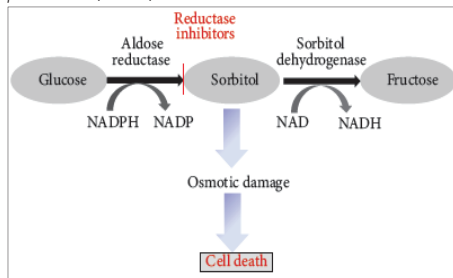 Reductase
inhibitors
Aldose
reductase
Sorbitol
dehydrogenase
Glucose
Sorbitol
Fructose
NADPH
NADP
NAD
NADH
Osmotic damage
Cell death